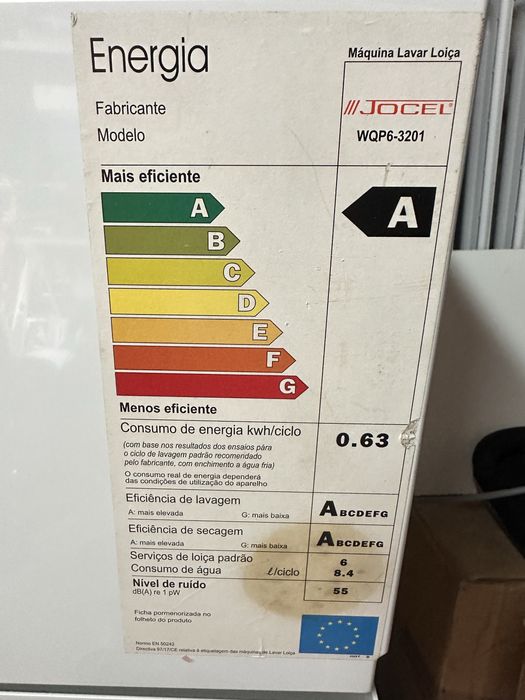 Energia
Máquina Lavar Loiça
Fabricante
JOCEL
Modelo
WQP6-3201
Mais eficiente
A
A
B
C
D
E
F
G
Menos eficiente
Consumo de energia kwh/ciclo
0.63
(com base nos resultados dos ensaios pára
o ciclo de lavagem padrão recomendado
pelo fabricante, com enchimento a água fria)
O consumo real de energia dependerá
das condições de utilização do aparelho
Eficiência de lavagem
A: mais elevada G: mais baixa
ABCDEFG
Eficiência de secagem
A: mais elevada G: mais baixa
ABCDEFG
Serviços de loiça padrão
6
Consumo de água ℓ/ciclo
8.4
Nível de ruído
dB(A) re 1 pW
55
Ficha pormenorizada no
folheto do produto
Norma EN 50242
Directiva 97/17/CE relativa à etiquetagem das máquinas de Lavar Loiça